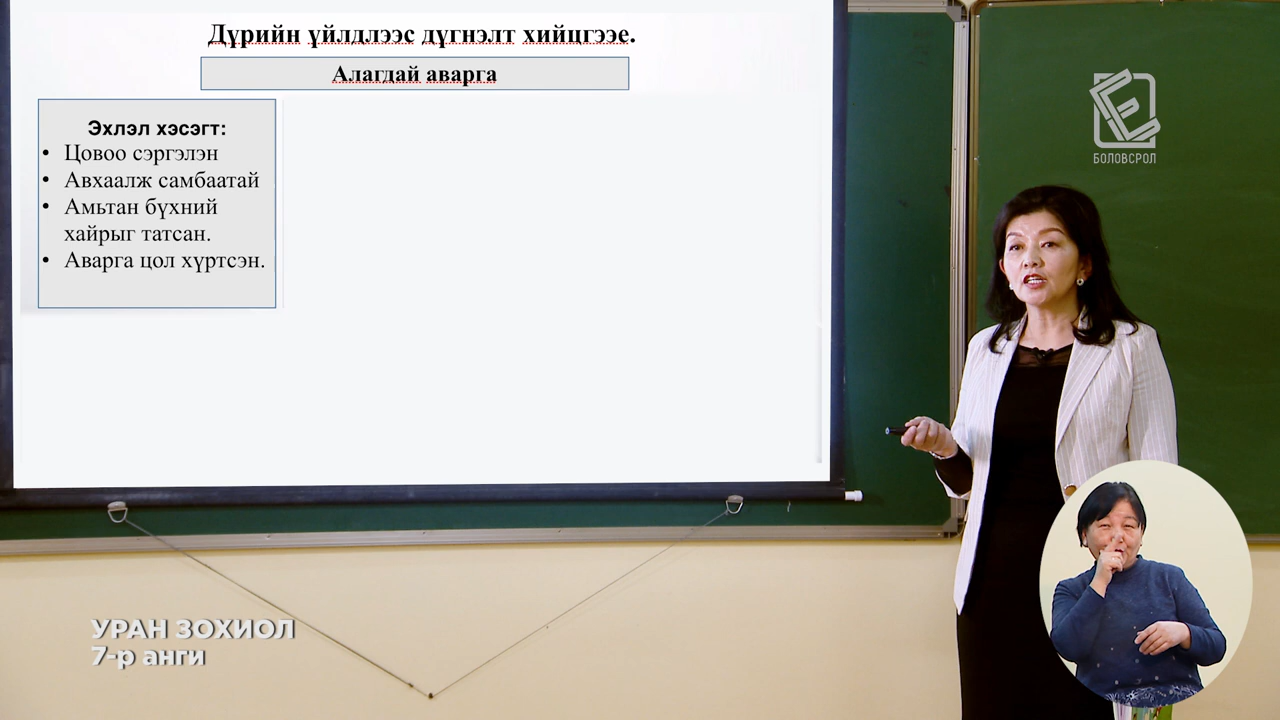 Дүрийн үйлдлээс дүгнэлт хийцгээе.
Алагдай аварга
Эхлэл хэсэгт:
• Цовоо сэргэлэн
• Авхаалж самбаатай
• Амьтан бүхний
хайрыг татсан.
• Аварга цол хүртсэн.
БОЛОВСРОЛ
УРАН ЗОХИОЛ
7-р анги